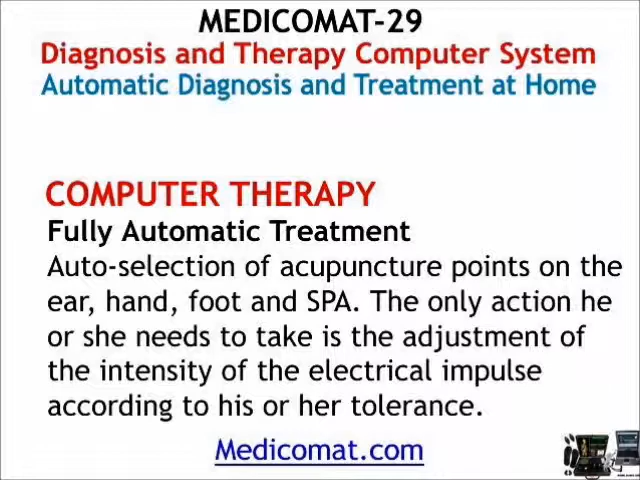 MEDICOMAT-29
Diagnosis and Therapy Computer System
Automatic Diagnosis and Treatment at Home
COMPUTER THERAPY
Fully Automatic Treatment
Auto-selection of acupuncture points on the
ear, hand, foot and SPA. The only action he
or she needs to take is the adjustment of
the intensity of the electrical impulse
according to his or her tolerance.
Medicomat.com